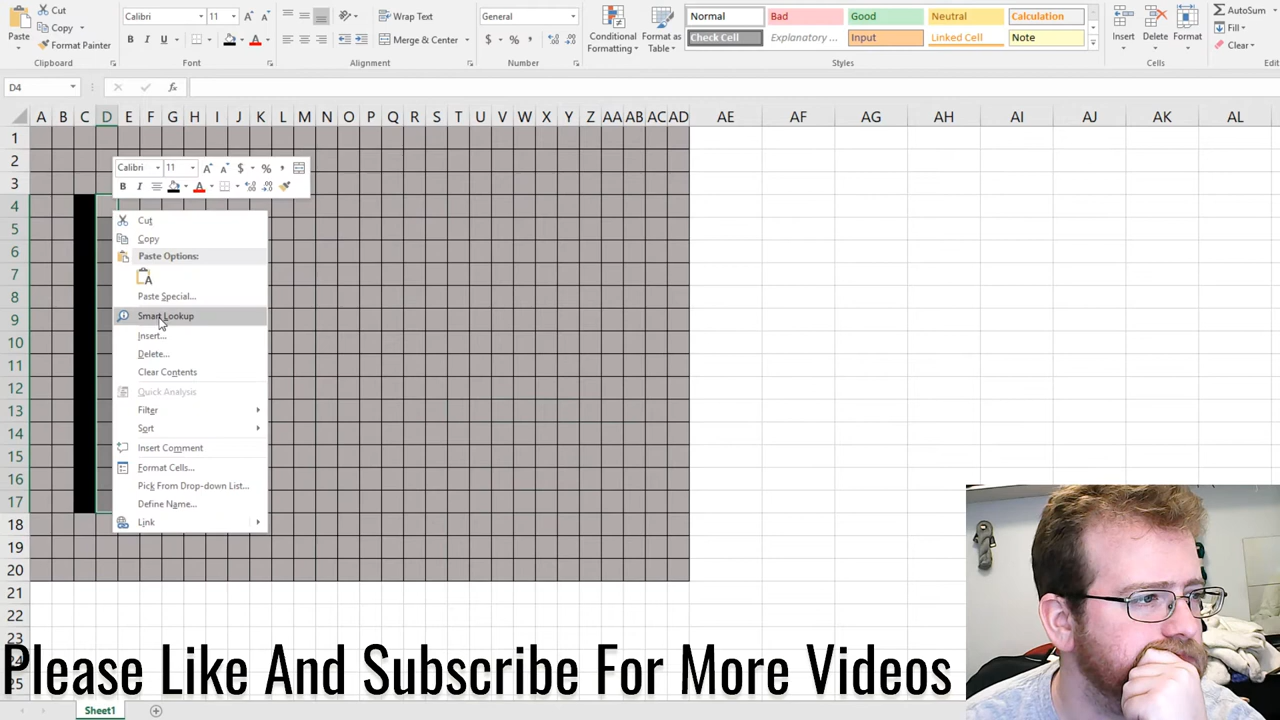 Cut
Calibri 11
Wrap Text
General
Normal Bad Good Neutral Calculation
AutoSum
Paste
Copy
Format Painter
B I U
Merge & Center
$ % ,
Conditional Formatting
Format as Table
Check Cell Explanatory ... Input Linked Cell Note
Insert Delete Format
Fill
Clear
Clipboard Font Alignment Number Styles Cells Edit
D4 fx
A B C D E F G H I J K L M N O P Q R S T U V W X Y Z AA AB AC AD AE AF AG AH AI AJ AK AL
1
2
3
Calibri 11 A A $ % ,
B I A
4
Cut
5
Copy
6
Paste Options:
7
A
8
Paste Special...
9
Smart Lookup
10
Insert...
11
Delete...
Clear Contents
12
Quick Analysis
13
Filter
14
Sort
15
Insert Comment
16
Format Cells...
Pick From Drop-down List...
17
Define Name...
18
Link
19
20
21
22
23
25
Please Like And Subscribe For More Videos
Sheet1